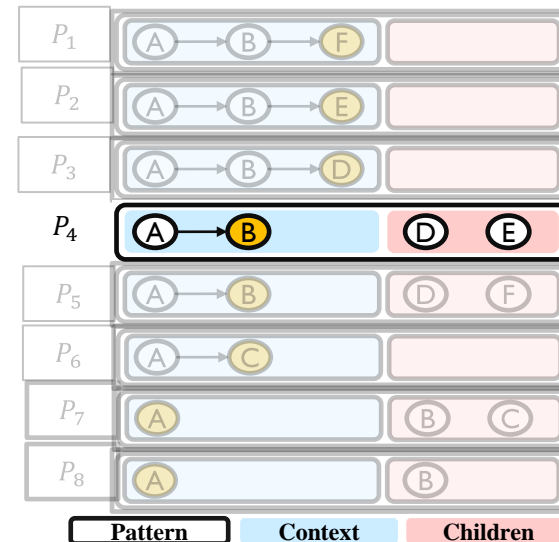 P₁ A B F
P₂ A B E
P₃ A B D
P₄ A B D E
P₅ A B D F
P₆ A C
P₇ A B C
P₈ A B
Pattern Context Children